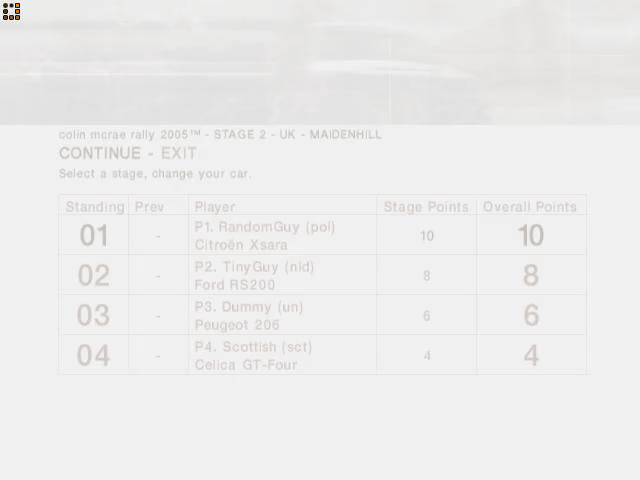 colin mcrae rally 2005™ - STAGE 2 - UK - MAIDENHILL
CONTINUE - EXIT
Select a stage, change your car.
Standing Prev Player Stage Points Overall Points
01 - P1. RandomGuy (pol) 10 10
Citroën Xsara
02 - P2. TinyGuy (nld) 8 8
Ford RS200
03 - P3. Dummy (un) 6 6
Peugeot 206
04 - P4. Scottish (sct) 4 4
Celica GT-Four